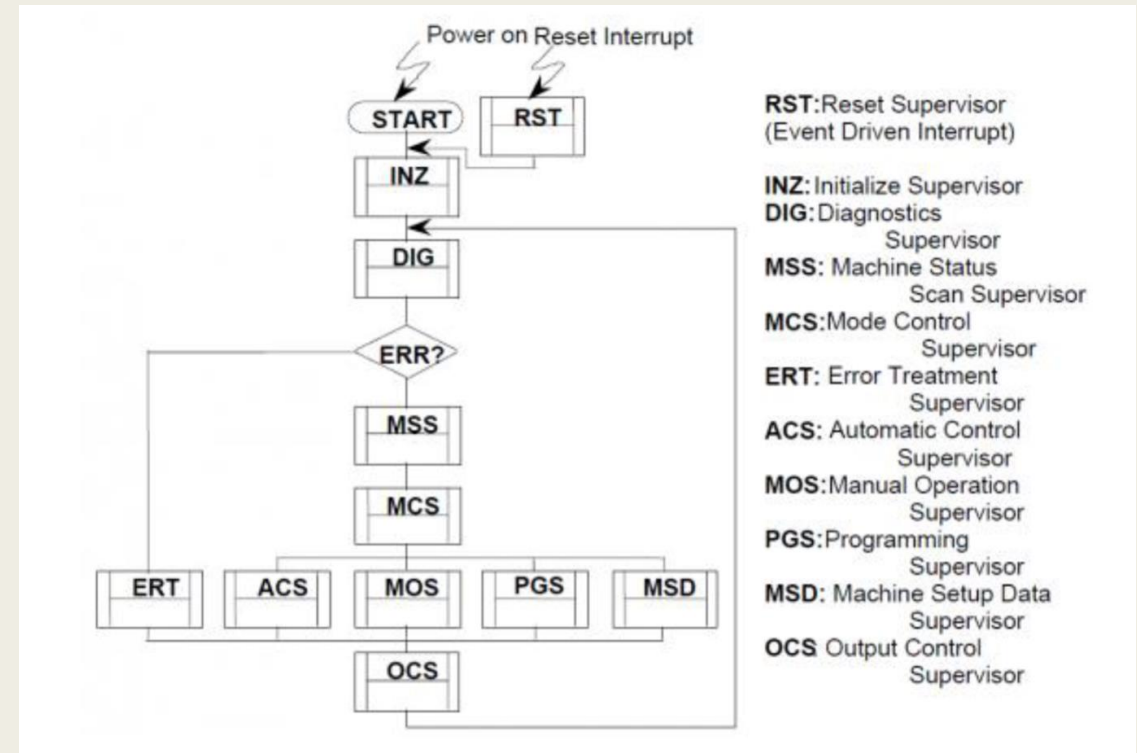 Power on Reset Interrupt
START
RST
INZ
DIG
ERR?
MSS
MCS
ERT ACS MOS PGS MSD
OCS
RST:Reset Supervisor
(Event Driven Interrupt)
INZ: Initialize Supervisor
DIG: Diagnostics
Supervisor
MSS: Machine Status
Scan Supervisor
MCS:Mode Control
Supervisor
ERT: Error Treatment
Supervisor
ACS: Automatic Control
Supervisor
MOS:Manual Operation
Supervisor
PGS:Programming
Supervisor
MSD: Machine Setup Data
Supervisor
OCS Output Control
Supervisor